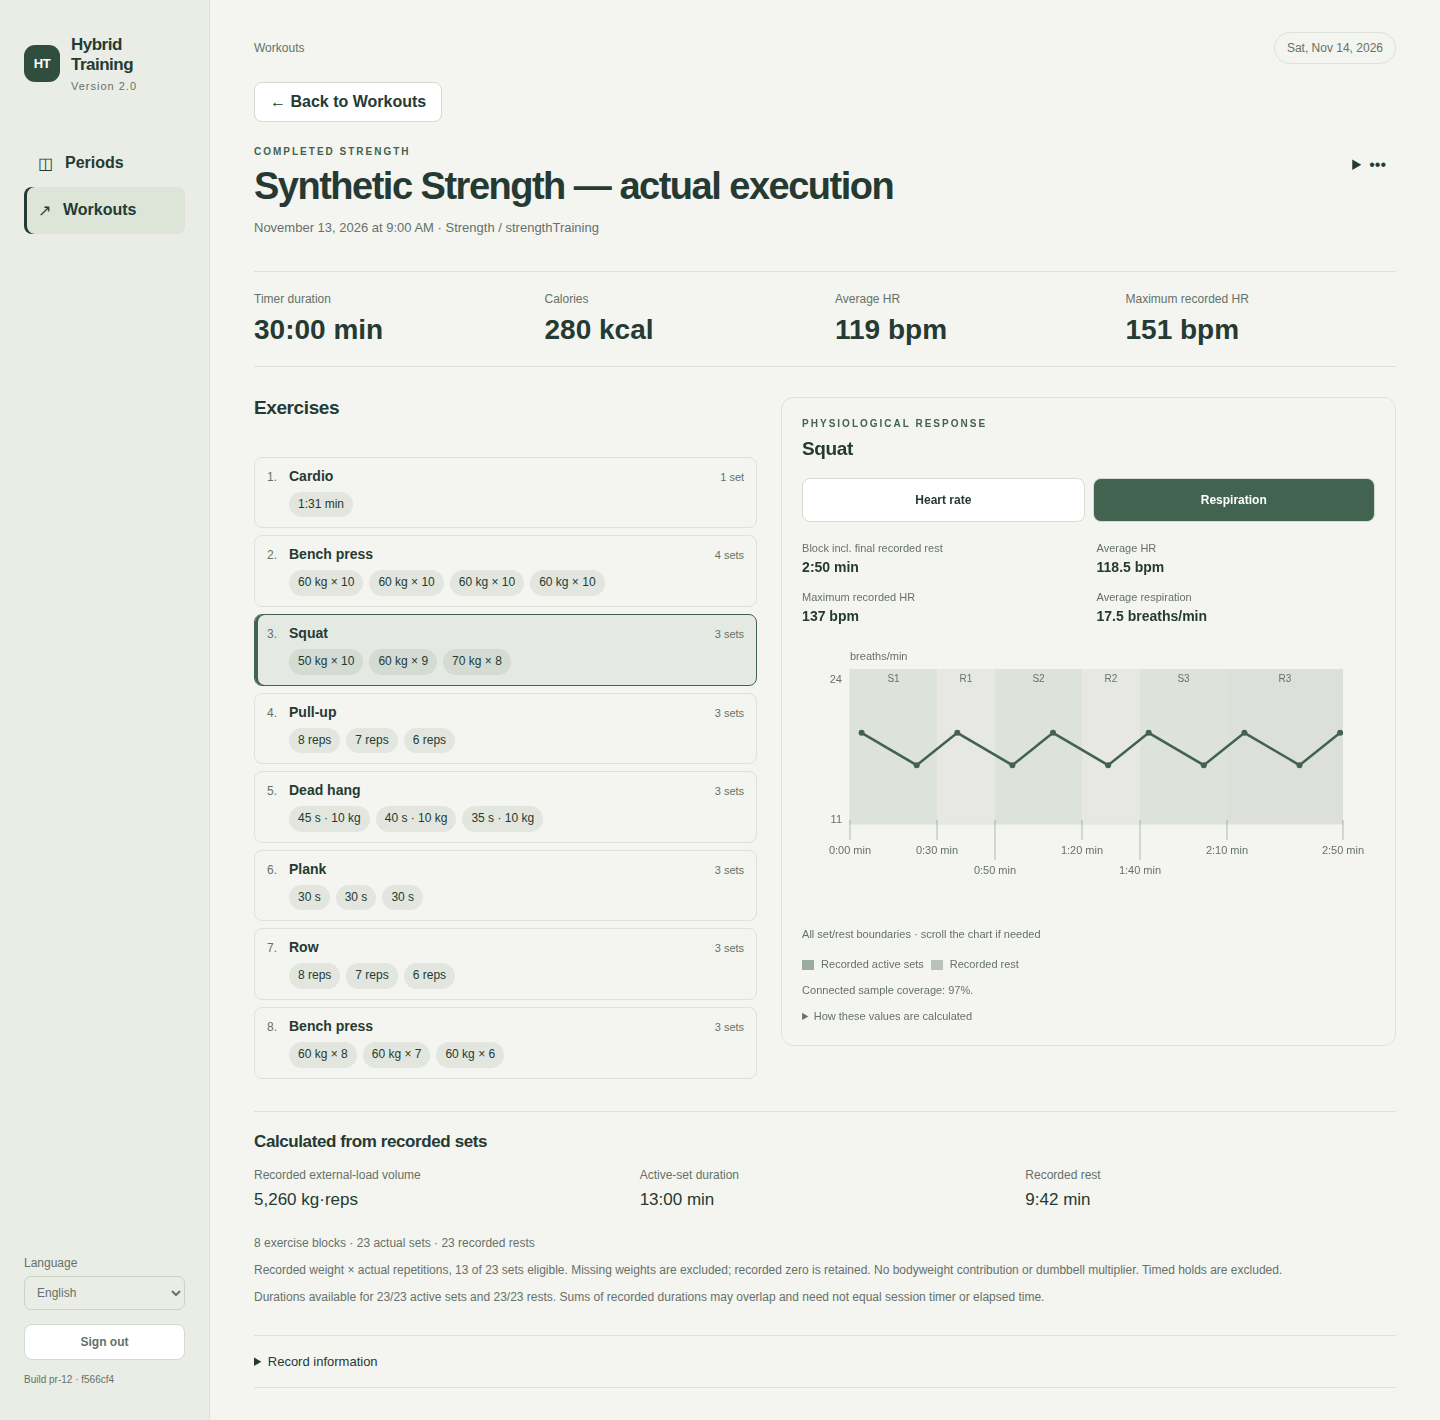 HT
Hybrid
Training
Version 2.0
Periods
Workouts
Language
English
Sign out
Build pr-12 · f566cf4
Workouts
Sat, Nov 14, 2026
← Back to Workouts
COMPLETED STRENGTH
Synthetic Strength — actual execution
November 13, 2026 at 9:00 AM · Strength / strengthTraining
Timer duration
30:00 min
Calories
280 kcal
Average HR
119 bpm
Maximum recorded HR
151 bpm
Exercises
1. Cardio 1 set
1:31 min
2. Bench press 4 sets
60 kg × 10 60 kg × 10 60 kg × 10 60 kg × 10
3. Squat 3 sets
50 kg × 10 60 kg × 9 70 kg × 8
4. Pull-up 3 sets
8 reps 7 reps 6 reps
5. Dead hang 3 sets
45 s · 10 kg 40 s · 10 kg 35 s · 10 kg
6. Plank 3 sets
30 s 30 s 30 s
7. Row 3 sets
8 reps 7 reps 6 reps
8. Bench press 3 sets
60 kg × 8 60 kg × 7 60 kg × 6
PHYSIOLOGICAL RESPONSE
Squat
Heart rate Respiration
Block incl. final recorded rest
2:50 min
Average HR
118.5 bpm
Maximum recorded HR
137 bpm
Average respiration
17.5 breaths/min
breaths/min
24 S1 R1 S2 R2 S3 R3
11
0:00 min 0:30 min 1:20 min 2:10 min 2:50 min
0:50 min 1:40 min
All set/rest boundaries · scroll the chart if needed
Recorded active sets Recorded rest
Connected sample coverage: 97%.
How these values are calculated
Calculated from recorded sets
Recorded external-load volume
5,260 kg·reps
Active-set duration
13:00 min
Recorded rest
9:42 min
8 exercise blocks · 23 actual sets · 23 recorded rests
Recorded weight × actual repetitions, 13 of 23 sets eligible. Missing weights are excluded; recorded zero is retained. No bodyweight contribution or dumbbell multiplier. Timed holds are excluded.
Durations available for 23/23 active sets and 23/23 rests. Sums of recorded durations may overlap and need not equal session timer or elapsed time.
Record information